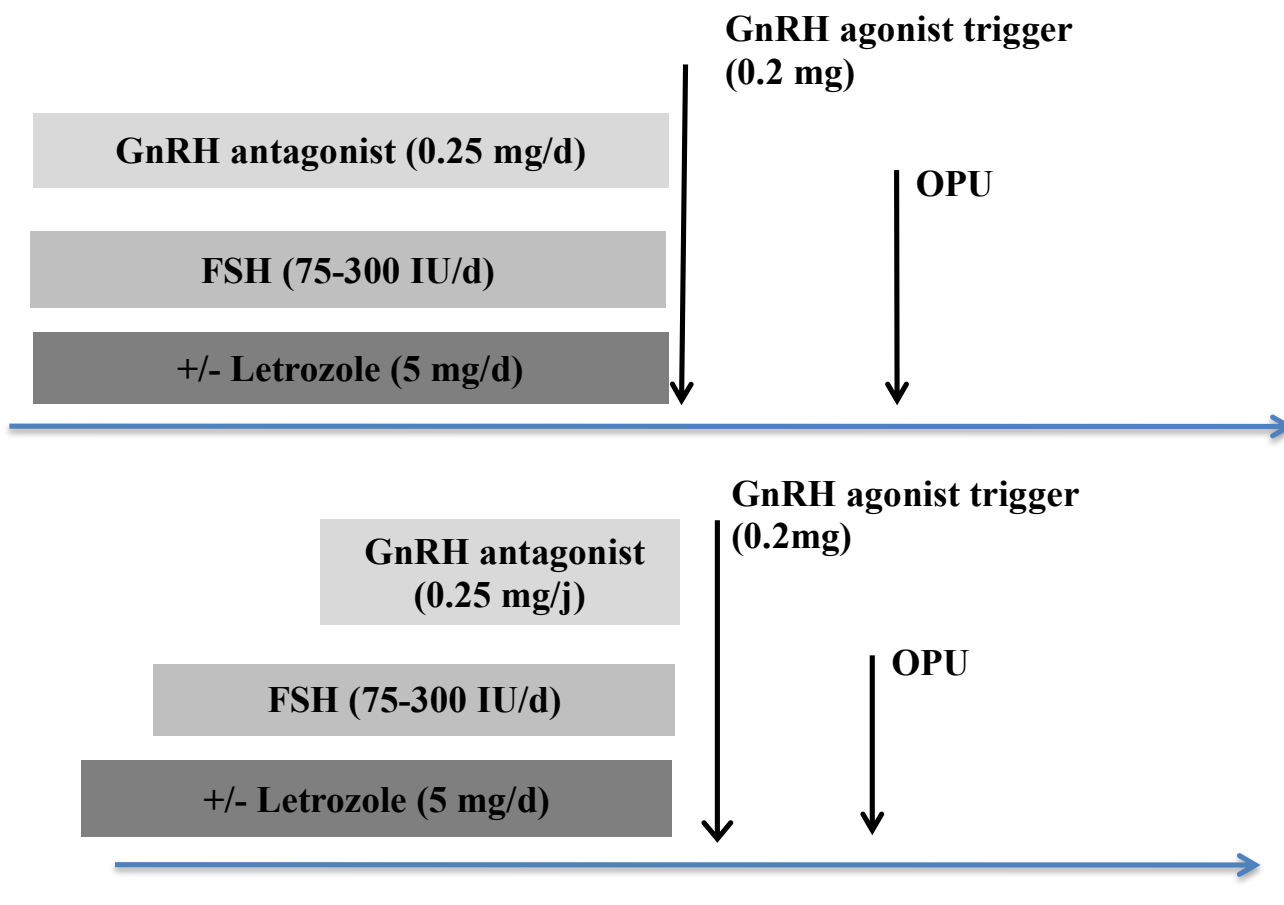 GnRH agonist trigger
(0.2 mg)
GnRH antagonist (0.25 mg/d)
OPU
FSH (75-300 IU/d)
+/- Letrozole (5 mg/d)
GnRH agonist trigger
(0.2mg)
GnRH antagonist
(0.25 mg/j)
OPU
FSH (75-300 IU/d)
+/- Letrozole (5 mg/d)